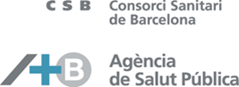 CSB Consorci Sanitari
de Barcelona
A+B Agència
de Salut Pública